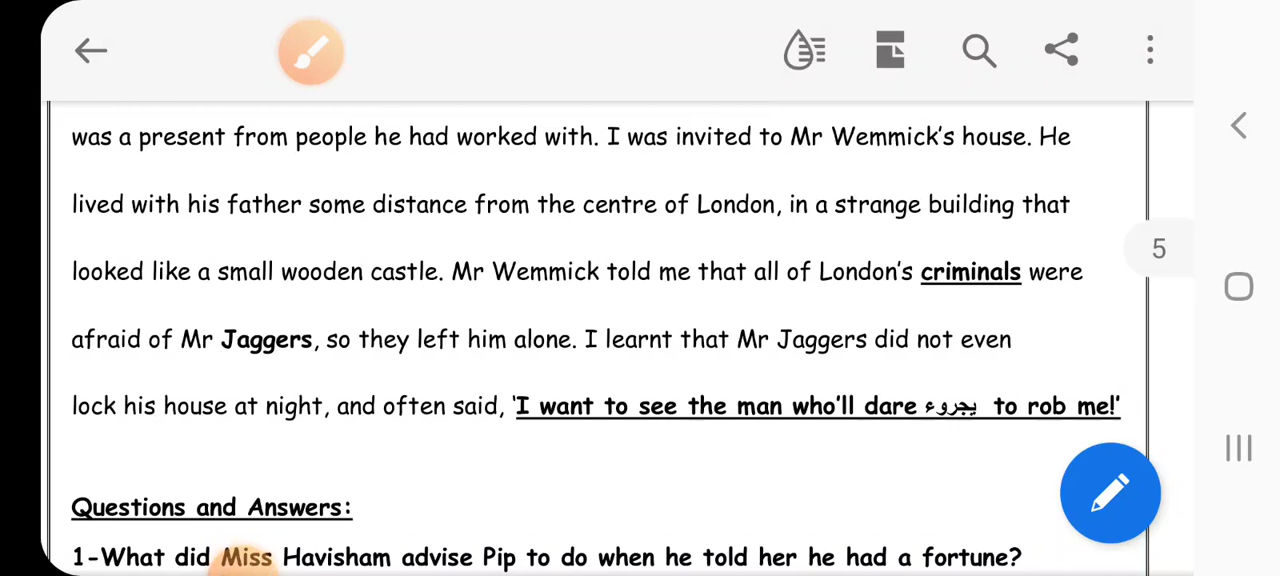 was a present from people he had worked with. I was invited to Mr Wemmick's house. He
lived with his father some distance from the centre of London, in a strange building that
looked like a small wooden castle. Mr Wemmick told me that all of London's criminals were
5
afraid of Mr Jaggers, so they left him alone. I learnt that Mr Jaggers did not even
lock his house at night, and often said, 'I want to see the man who'll dare يجروء to rob me!'
Questions and Answers:
1-What did Miss Havisham advise Pip to do when he told her he had a fortune?